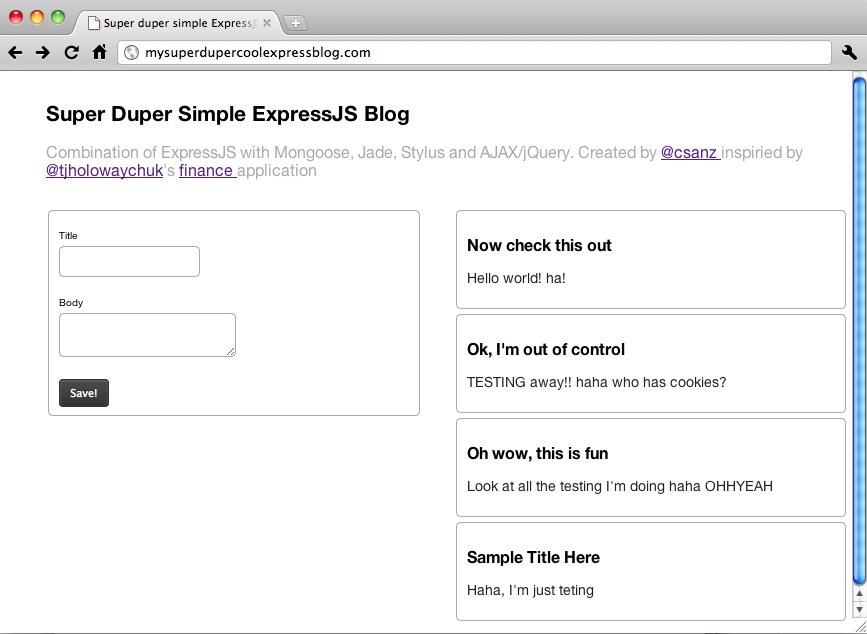 Super duper simple Express
mysuperdupercoolexpressblog.com
Super Duper Simple ExpressJS Blog
Combination of ExpressJS with Mongoose, Jade, Stylus and AJAX/jQuery. Created by @csanz inspiried by
@tjholowaychuk's finance application
Title
Body
Save!
Now check this out
Hello world! ha!
Ok, I'm out of control
TESTING away!! haha who has cookies?
Oh wow, this is fun
Look at all the testing I'm doing haha OHHYEAH
Sample Title Here
Haha, I'm just teting